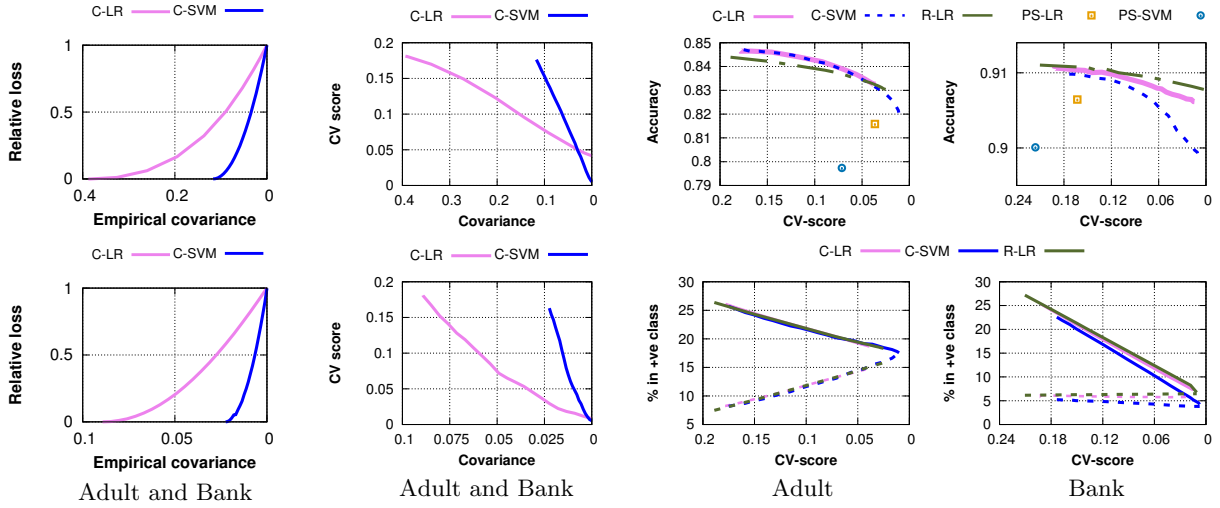 C-LR C-SVM
1
0.5
0
0.4 0.2 0
Relative loss
Empirical covariance
C-LR C-SVM
0.2
0.15
0.1
0.05
0
0.4 0.3 0.2 0.1 0
CV score
Covariance
C-LR C-SVM R-LR PS-LR PS-SVM
0.85
0.84
0.83
0.82
0.81
0.8
0.79
0.2 0.15 0.1 0.05 0
Accuracy
CV-score
0.91
0.9
0.24 0.18 0.12 0.06 0
Accuracy
CV-score
C-LR C-SVM
1
0.5
0
0.1 0.05 0
Relative loss
Empirical covariance
Adult and Bank
C-LR C-SVM
0.2
0.15
0.1
0.05
0
0.1 0.075 0.05 0.025 0
CV score
Covariance
Adult and Bank
C-LR C-SVM R-LR
30
25
20
15
10
5
0.2 0.15 0.1 0.05 0
% in +ve class
CV-score
Adult
30
25
20
15
10
5
0
0.24 0.18 0.12 0.06 0
% in +ve class
CV-score
Bank